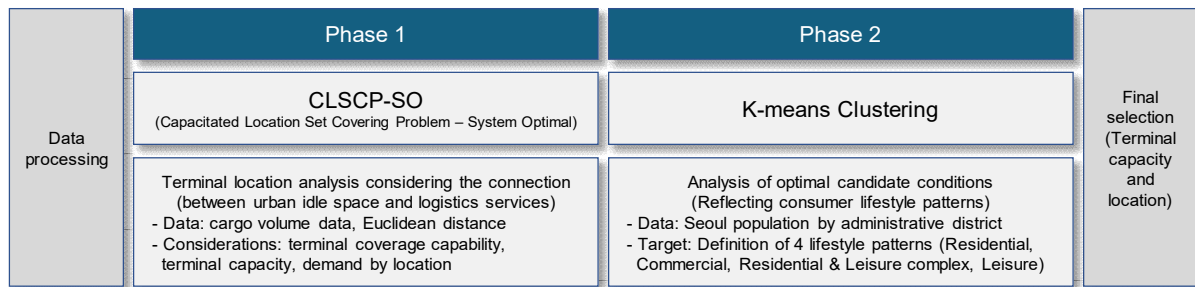 Data
processing
Phase 1
CLSCP-SO
(Capacitated Location Set Covering Problem – System Optimal)
Terminal location analysis considering the connection
(between urban idle space and logistics services)
- Data: cargo volume data, Euclidean distance
- Considerations: terminal coverage capability,
terminal capacity, demand by location
Phase 2
K-means Clustering
Analysis of optimal candidate conditions
(Reflecting consumer lifestyle patterns)
- Data: Seoul population by administrative district
- Target: Definition of 4 lifestyle patterns (Residential,
Commercial, Residential & Leisure complex, Leisure)
Final
selection
(Terminal
capacity
and
location)